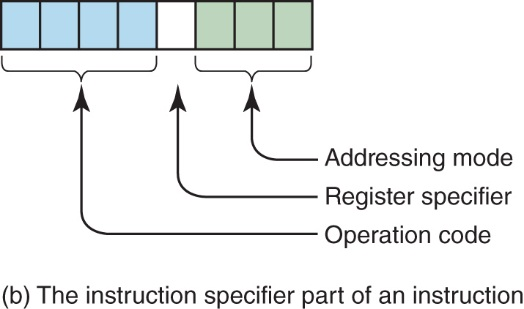 Addressing mode
Register specifier
Operation code
(b) The instruction specifier part of an instruction